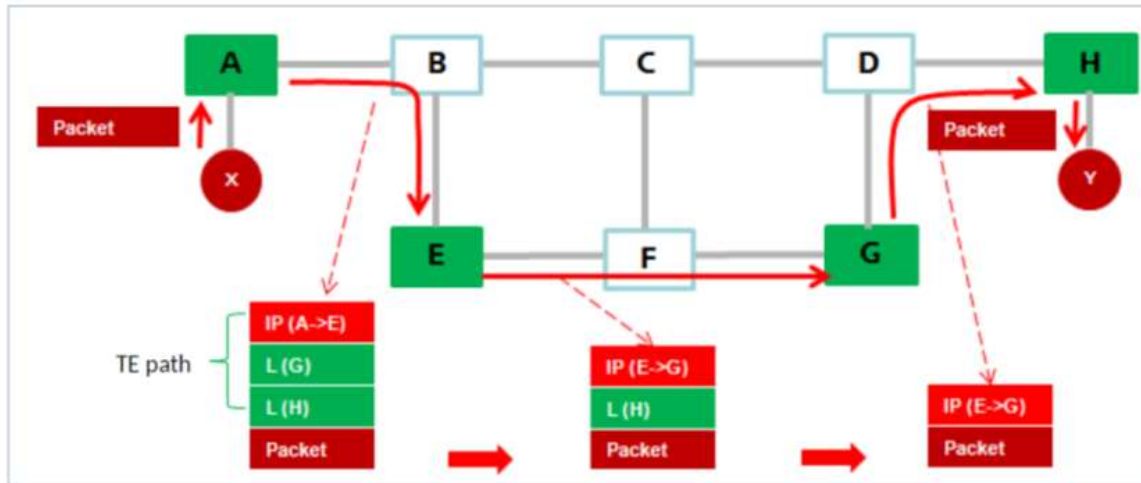 A
B
C
D
H
Packet
Packet
X
Y
E
F
G
IP (A->E)
L (G)
L (H)
Packet
TE path
IP (E->G)
L (H)
Packet
IP (E->G)
Packet